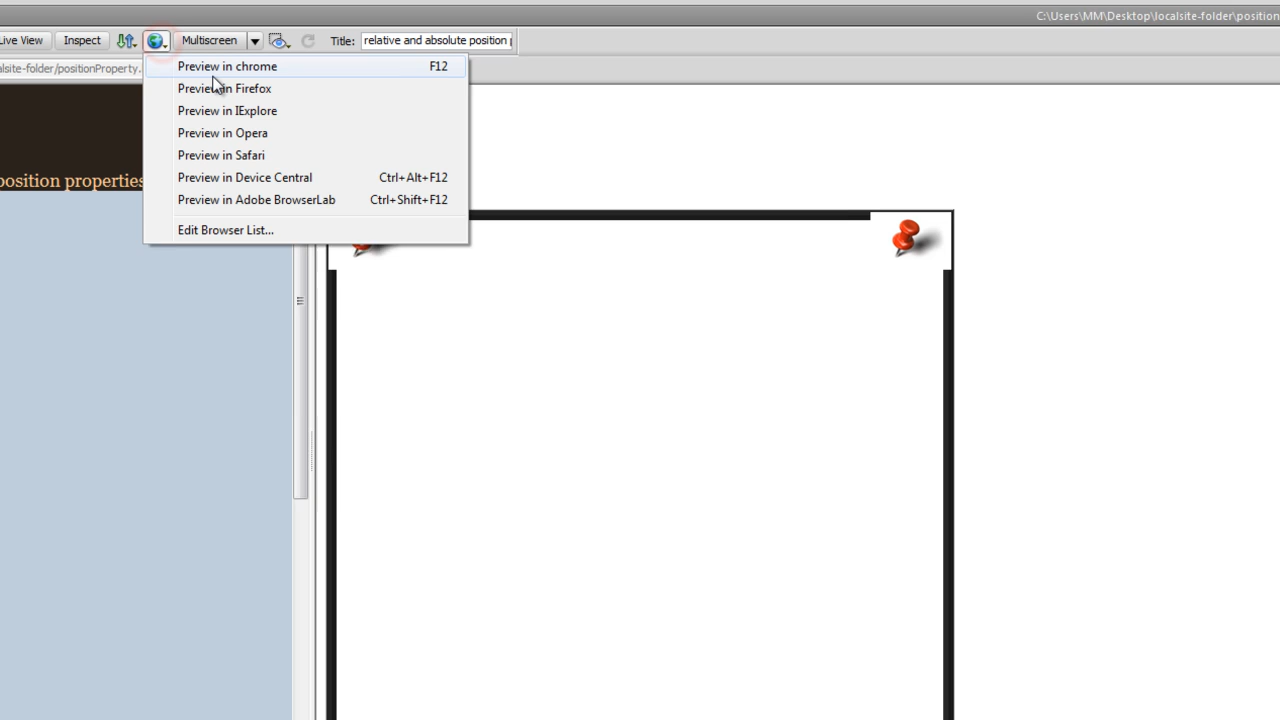 C:\Users\MM\Desktop\localsite-folder\position
Live View Inspect Multiscreen Title: relative and absolute position
alsite-folder/positionProperty.
Preview in chrome F12
Preview in Firefox
Preview in IExplore
Preview in Opera
Preview in Safari
Preview in Device Central Ctrl+Alt+F12
Preview in Adobe BrowserLab Ctrl+Shift+F12
Edit Browser List...
position properties